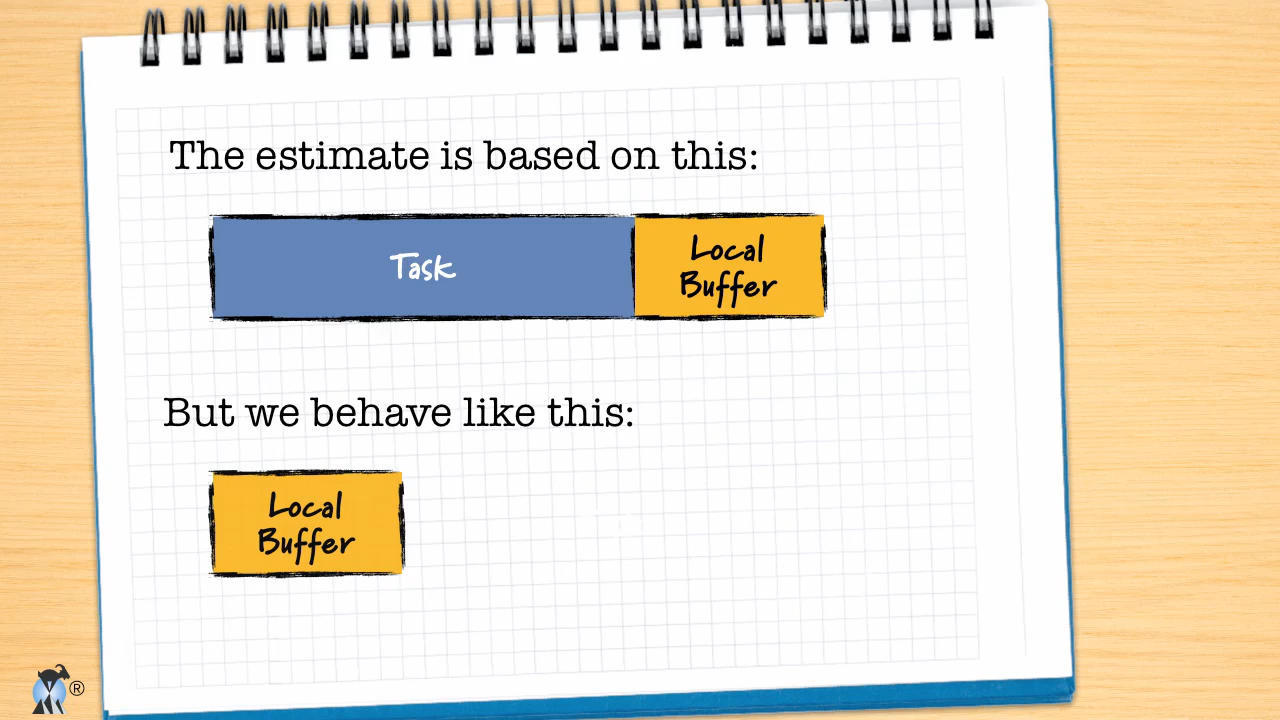 The estimate is based on this:
Task
Local
Buffer
But we behave like this:
Local
Buffer
®